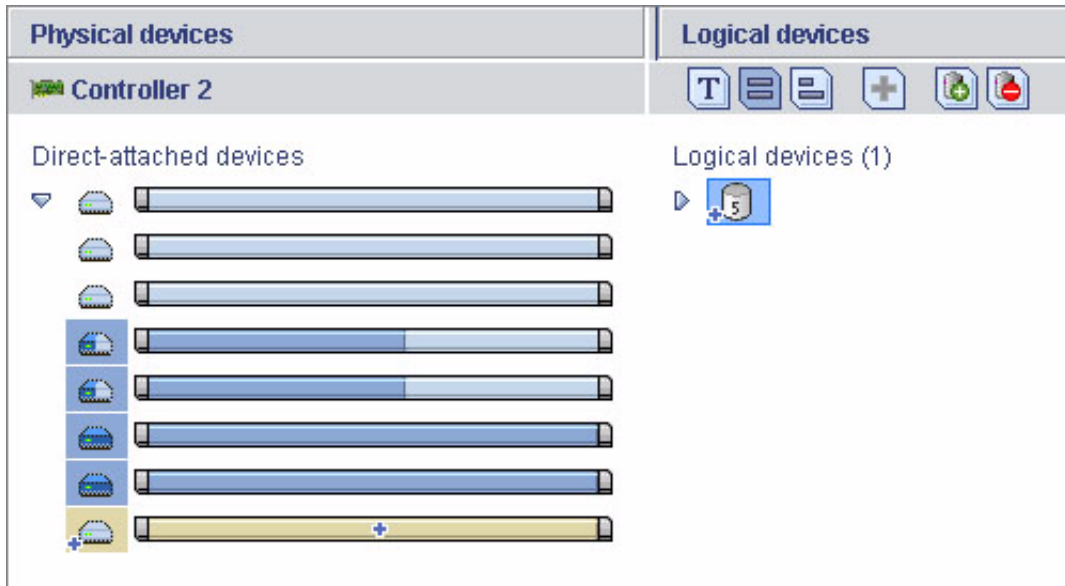 Physical devices
Logical devices
Controller 2
T
Direct-attached devices
Logical devices (1)
5